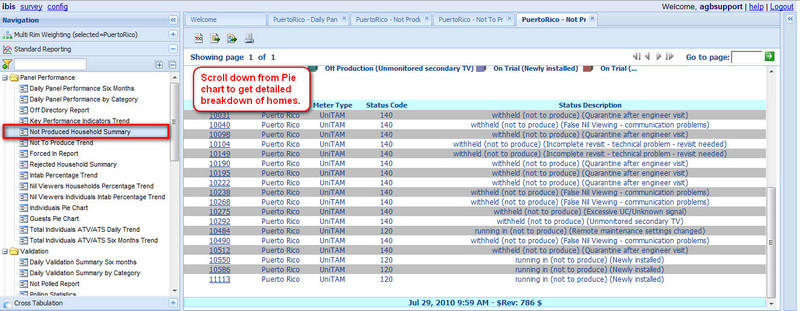 ibis survey config
Welcome, agbsupport | help | Logout
Navigation
Multi Rim Weighting (selected=PuertoRico)
Standard Reporting
Panel Performance
Daily Panel Performance Six Months
Daily Panel Performance by Category
Off Directory Report
Key Performance Indicators Trend
Not Produced Household Summary
Not To Produce Trend
Forced In Report
Rejected Household Summary
Intab Percentage Trend
Nil Viewers Households Percentage Trend
Nil Viewers Individuals Intab Percentage Trend
Individuals Pie Chart
Guests Pie Chart
Total Individuals ATV/ATS Daily Trend
Total Individuals ATV/ATS Six Months Trend
Validation
Daily Validation Summary Six months
Daily Validation Summary by Category
Not Polled Report
Polling Statistics
Cross Tabulation
Welcome
PuertoRico - Daily Pan
PuertoRico - Not Prod
PuertoRico - Not To Pr
PuertoRico - Not Pr
TOC
Showing page 1 of 1
Go to page:
Off Production (Unmonitored secondary TV) On Trial (Newly installed) On Trial (...
Scroll down from Pie
chart to get detailed
breakdown of homes.
Meter Type Status Code Status Description
10031 Puerto Rico UniTAM 140 withheld (not to produce) (Quarantine after engineer visit)
10040 Puerto Rico UniTAM 140 withheld (not to produce) (False Nil Viewing - communication problems)
10098 Puerto Rico UniTAM 140 withheld (not to produce) (Quarantine after engineer visit)
10104 Puerto Rico UniTAM 140 withheld (not to produce) (Incomplete revisit - technical problem - revisit needed)
10149 Puerto Rico UniTAM 140 withheld (not to produce) (Incomplete revisit - technical problem - revisit needed)
10190 Puerto Rico UniTAM 140 withheld (not to produce) (Quarantine after engineer visit)
10195 Puerto Rico UniTAM 140 withheld (not to produce) (Quarantine after engineer visit)
10222 Puerto Rico UniTAM 140 withheld (not to produce) (Quarantine after engineer visit)
10238 Puerto Rico UniTAM 140 withheld (not to produce) (False Nil Viewing - communication problems)
10268 Puerto Rico UniTAM 140 withheld (not to produce) (False Nil Viewing - communication problems)
10275 Puerto Rico UniTAM 140 withheld (not to produce) (Excessive UC/Unknown signal)
10292 Puerto Rico UniTAM 140 withheld (not to produce) (Unmonitored secondary TV)
10484 Puerto Rico UniTAM 120 running in (not to produce) (Remote maintenance settings changed)
10490 Puerto Rico UniTAM 140 withheld (not to produce) (False Nil Viewing - communication problems)
10512 Puerto Rico UniTAM 140 withheld (not to produce) (Quarantine after engineer visit)
10550 Puerto Rico UniTAM 120 running in (not to produce) (Newly installed)
10586 Puerto Rico UniTAM 120 running in (not to produce) (Newly installed)
11113 Puerto Rico UniTAM 120 running in (not to produce) (Newly installed)
Jul 29, 2010 9:59 AM - $Rev: 786 $